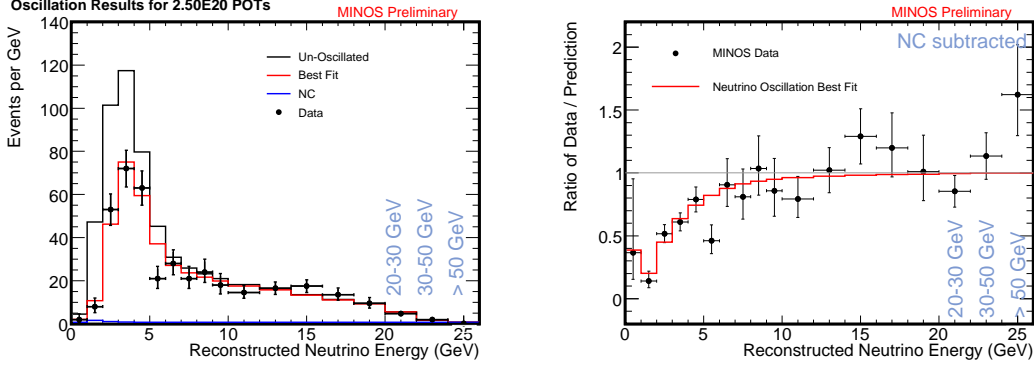 Oscillation Results for 2.50E20 POTs
MINOS Preliminary
Events per GeV
140
120
100
80
60
40
20
0
Un-Oscillated
Best Fit
NC
Data
20-30 GeV
30-50 GeV
> 50 GeV
0 5 10 15 20 25
Reconstructed Neutrino Energy (GeV)
MINOS Preliminary
NC subtracted
Ratio of Data / Prediction
2
1.5
1
0.5
0
MINOS Data
Neutrino Oscillation Best Fit
20-30 GeV
30-50 GeV
> 50 GeV
0 5 10 15 20 25
Reconstructed Neutrino Energy (GeV)